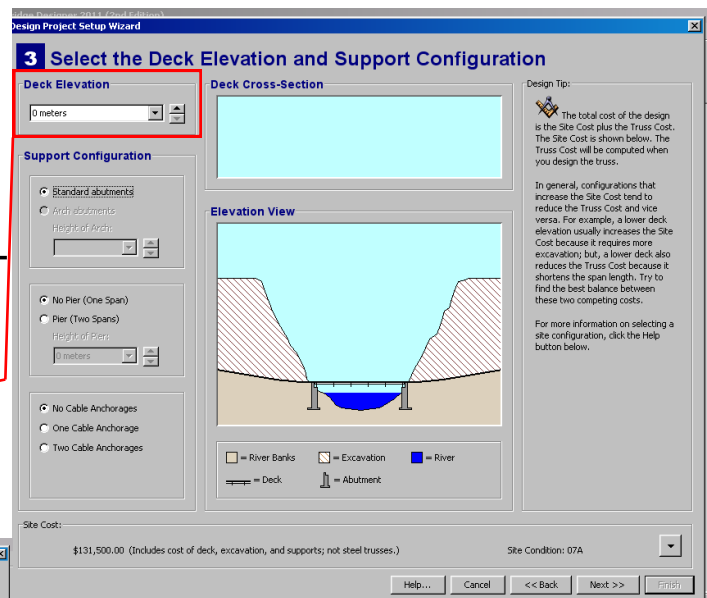 Bridge Designer 2011 (2nd Edition)
Design Project Setup Wizard
3 Select the Deck Elevation and Support Configuration
Deck Elevation
0 meters
Support Configuration
Standard abutments
Arch abutments
Height of Arch:
No Pier (One Span)
Pier (Two Spans)
Height of Pier:
0 meters
No Cable Anchorages
One Cable Anchorage
Two Cable Anchorages
Deck Cross-Section
Elevation View
= River Banks = Excavation = River
= Deck = Abutment
Design Tip:
The total cost of the design
is the Site Cost plus the Truss Cost.
The Site Cost is shown below. The
Truss Cost will be computed when
you design the truss.
In general, configurations that
increase the Site Cost tend to
reduce the Truss Cost and vice
versa. For example, a lower deck
elevation usually increases the Site
Cost because it requires more
excavation; but, a lower deck also
reduces the Truss Cost because it
shortens the span length. Try to
find the best balance between
these two competing costs.
For more information on selecting a
site configuration, click the Help
button below.
Site Cost:
$131,500.00 (Includes cost of deck, excavation, and supports; not steel trusses.) Site Condition: 07A
Help... Cancel << Back Next >> Finish